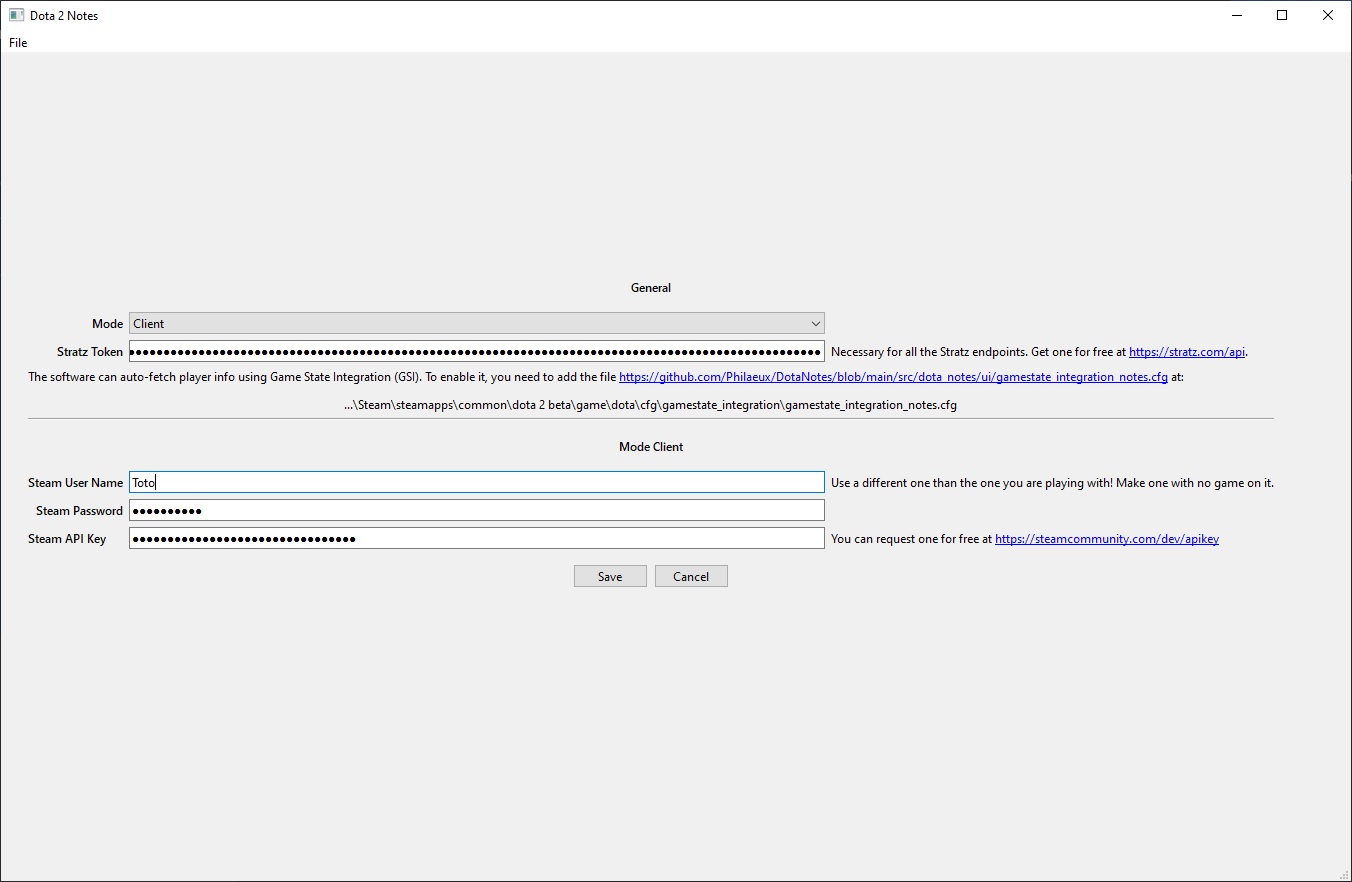 Dota 2 Notes
File
General
Mode Client
Stratz Token ●●●●●●●●●●●●●●●●●●●●●●●●●●●●●●●●●●●●●●●●●●●●●●●●●●●●●●●●●●●●●●●●●●●●●●●●●●●●●●●●●●●●●●●●●●●●●●●●●●● Necessary for all the Stratz endpoints. Get one for free at https://stratz.com/api.
The software can auto-fetch player info using Game State Integration (GSI). To enable it, you need to add the file https://github.com/Philaeux/DotaNotes/blob/main/src/dota_notes/ui/gamestate_integration_notes.cfg at:
...\Steam\steamapps\common\dota 2 beta\game\dota\cfg\gamestate_integration\gamestate_integration_notes.cfg
Mode Client
Steam User Name Toto Use a different one than the one you are playing with! Make one with no game on it.
Steam Password ●●●●●●●●●●
Steam API Key ●●●●●●●●●●●●●●●●●●●●●●●●●●●●●●●● You can request one for free at https://steamcommunity.com/dev/apikey
Save Cancel